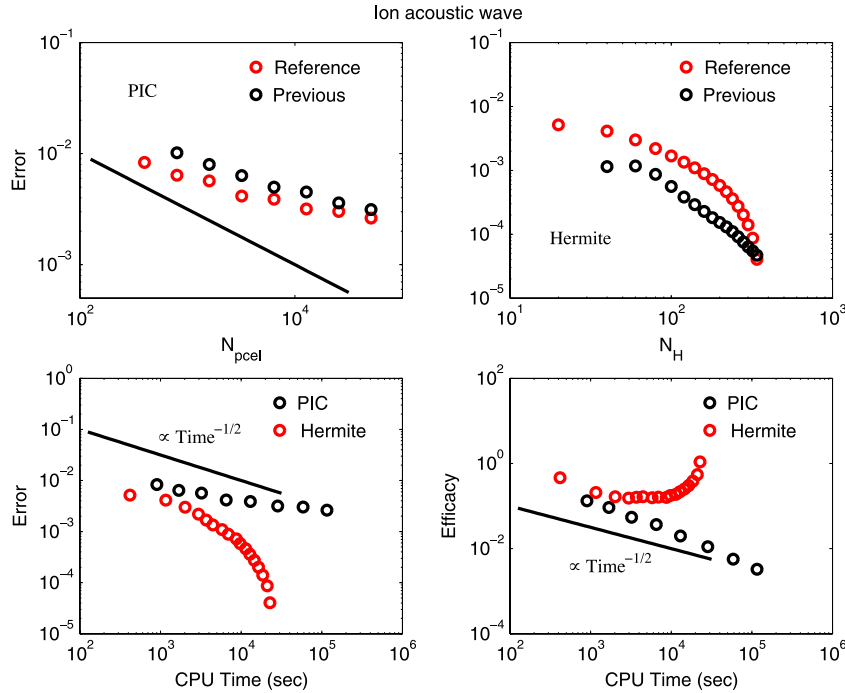 Ion acoustic wave
10^-1
10^-2
10^-3
Error
PIC
Reference
Previous
10^2
10^4
N_pcel
10^0
10^-1
10^-2
10^-3
10^-4
10^-5
Reference
Previous
Hermite
10^1
10^2
10^3
N_H
10^0
10^-1
10^-2
10^-3
10^-4
10^-5
Error
PIC
Hermite
∝ Time^-1/2
10^2
10^4
10^6
CPU Time (sec)
10^2
10^0
10^-2
10^-4
Efficacy
PIC
Hermite
∝ Time^-1/2
10^2
10^3
10^4
10^5
10^6
CPU Time (sec)